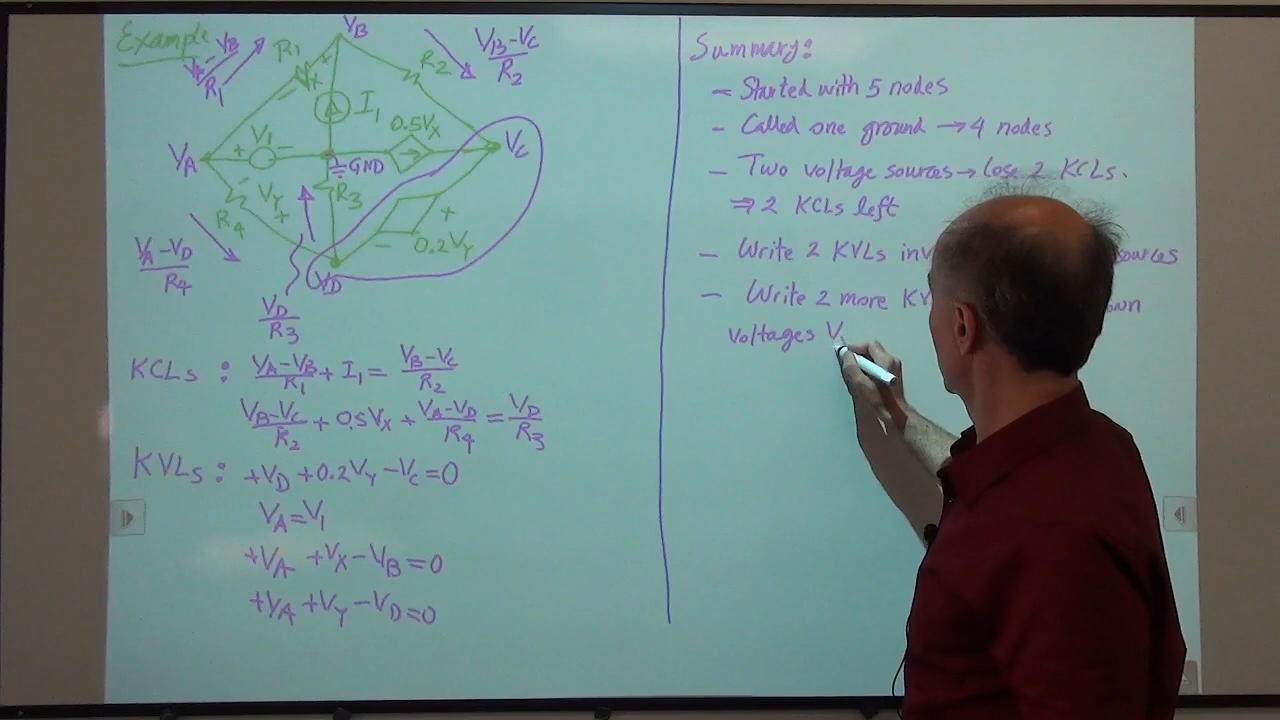 Example
VB
VA - VB
R1
R1
+
VX
-
VB - VC
R2
R2
I1
0.5VX
V1
+ -
VA
GND
VC
-
VY
+
R3
R4
+
0.2VY
-
VA - VD
R4
VD
VD
R3
KCLs : VA - VB / R1 + I1 = VB - VC / R2
VB - VC / R2 + 0.5VX + VA - VD / R4 = VD / R3
KVLs : +VD + 0.2VY - VC = 0
VA = V1
+VA + VX - VB = 0
+VA + VY - VD = 0
Summary:
- Started with 5 nodes
- Called one ground → 4 nodes
- Two voltage sources → Lose 2 KCLs.
⇒ 2 KCLs left
- Write 2 KVLs inv sources
- Write 2 more KV own
voltages V